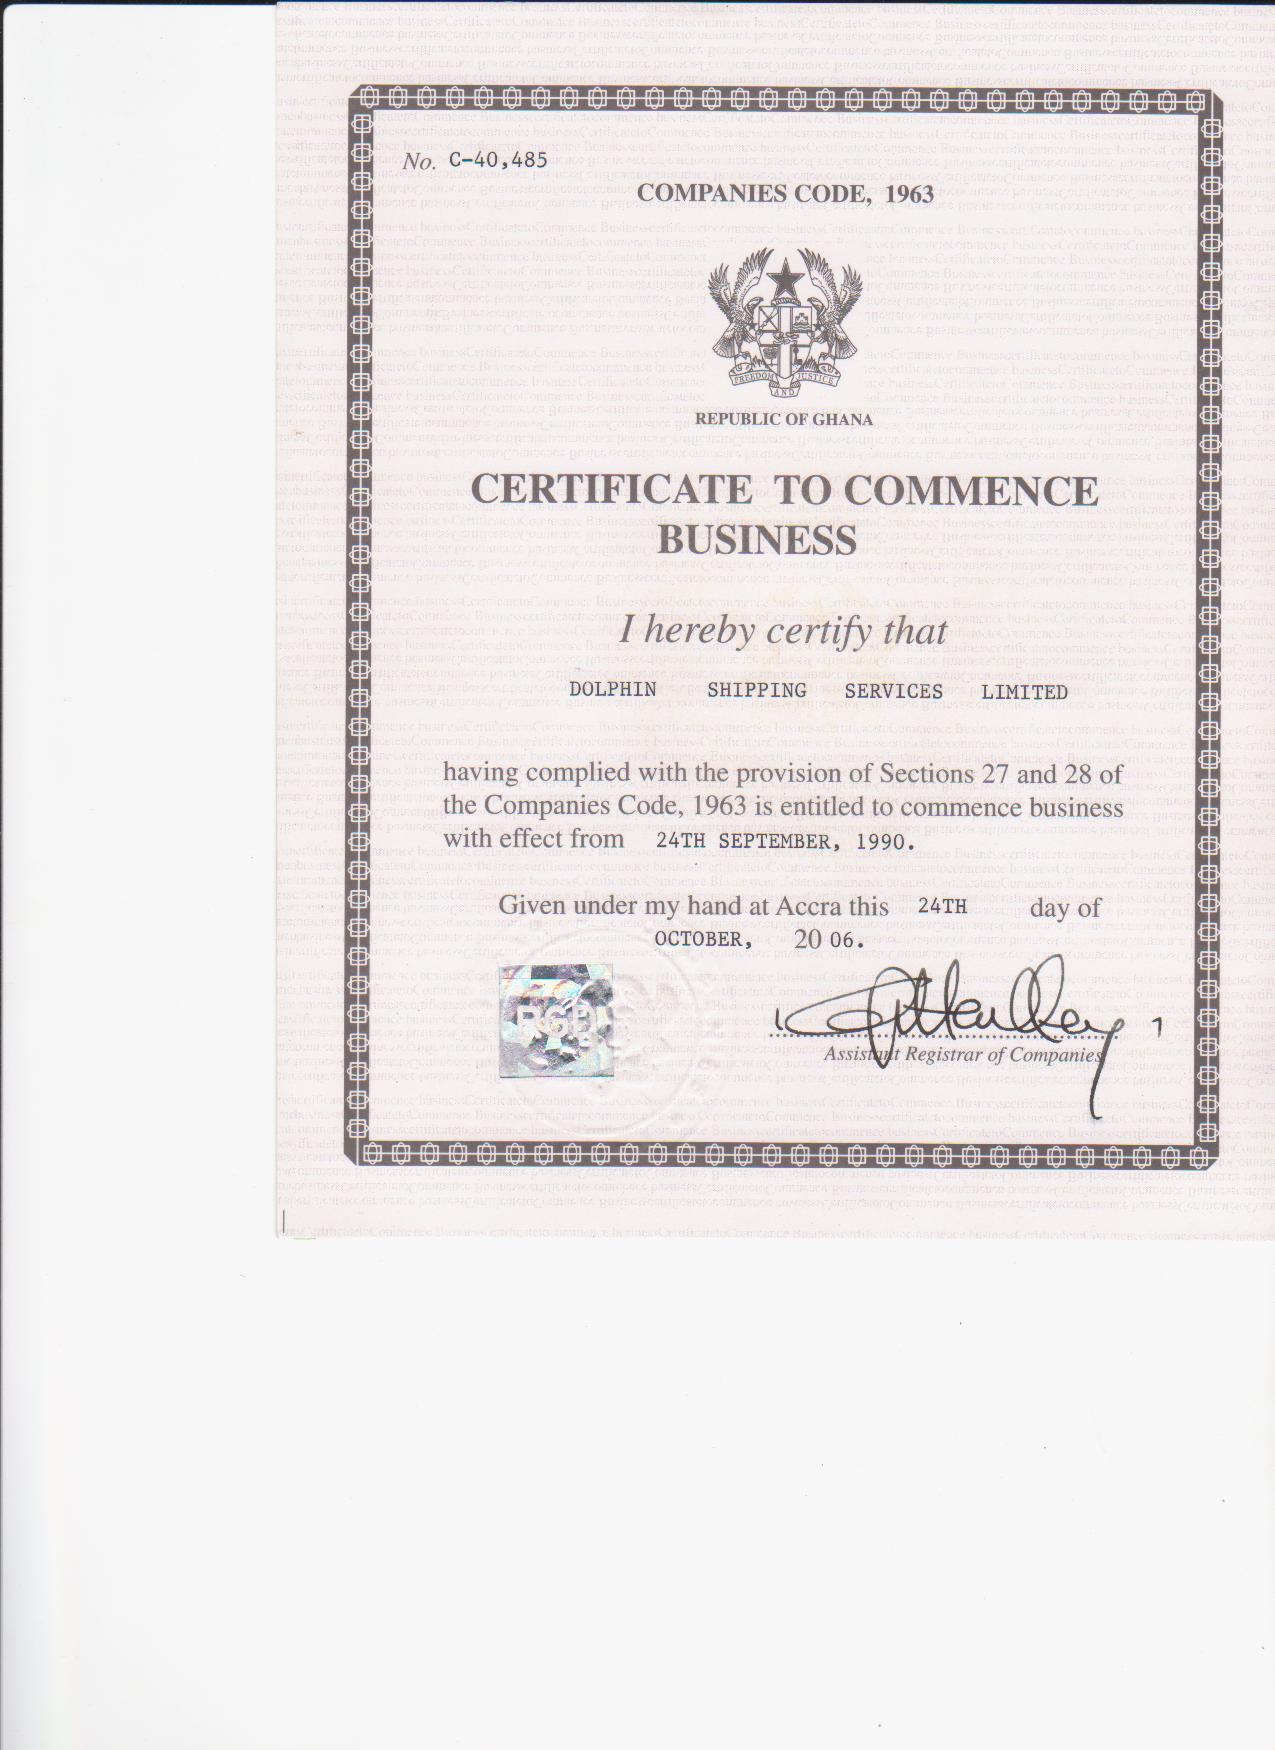 No. C-40,485
COMPANIES CODE, 1963
FREEDOM AND JUSTICE
REPUBLIC OF GHANA
CERTIFICATE TO COMMENCE
BUSINESS
I hereby certify that
DOLPHIN SHIPPING SERVICES LIMITED
having complied with the provision of Sections 27 and 28 of
the Companies Code, 1963 is entitled to commence business
with effect from 24TH SEPTEMBER, 1990.
Given under my hand at Accra this 24TH day of
OCTOBER, 20 06.
Assistant Registrar of Companies